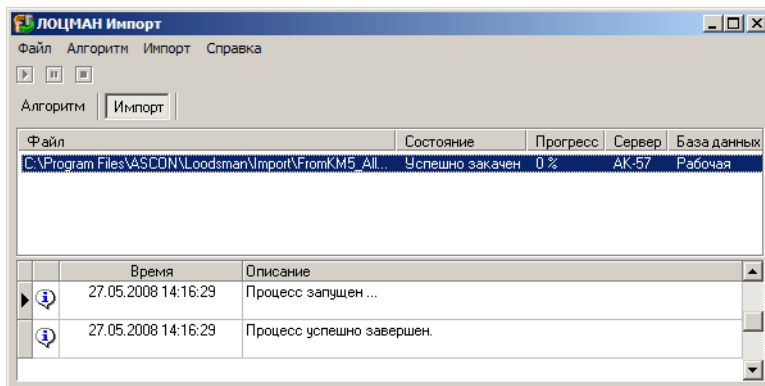 ЛОЦМАН Импорт
Файл Алгоритм Импорт Справка
Алгоритм Импорт
Файл Состояние Прогресс Сервер База данных
C:\Program Files\ASCON\Loodsman\Import\FromKM5_All... Успешно закачен 0 % AK-57 Рабочая
Время Описание
27.05.2008 14:16:29 Процесс запущен ...
27.05.2008 14:16:29 Процесс успешно завершен.